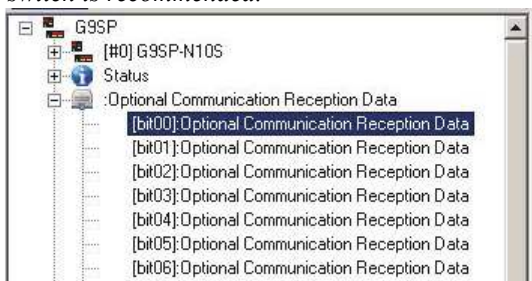 switch is recommended.
G9SP
[#0] G9SP-N10S
Status
:Optional Communication Reception Data
[bit00]:Optional Communication Reception Data
[bit01]:Optional Communication Reception Data
[bit02]:Optional Communication Reception Data
[bit03]:Optional Communication Reception Data
[bit04]:Optional Communication Reception Data
[bit05]:Optional Communication Reception Data
[bit06]:Optional Communication Reception Data